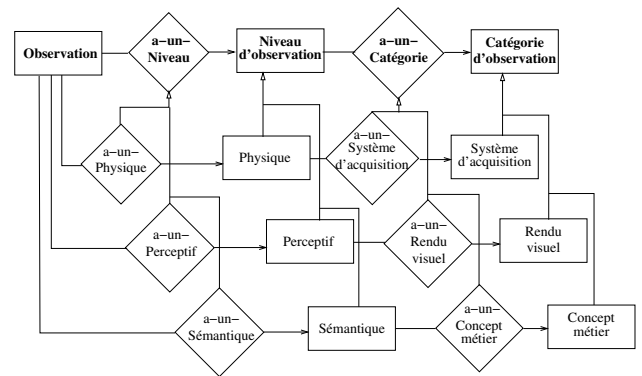 Observation
a–un–
Niveau
Niveau
d'observation
a–un–
Catégorie
Catégorie
d'observation
a–un–
Physique
Physique
a–un–
Système
d'acquisition
Système
d'acquisition
a–un–
Perceptif
Perceptif
a–un–
Rendu
visuel
Rendu
visuel
a–un–
Sémantique
Sémantique
a–un–
Concept
métier
Concept
métier